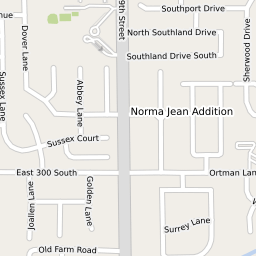 Southport Drive
Dover Lane
9th Street
North Southland Drive
Sherwood Drive
Southland Drive South
Sussex Lane
Abbey Lane
Norma Jean Addition
Sussex Court
East 300 South
Ortman Lan
Joellen Lane
Golden Lane
Surrey Lane
Old Farm Road